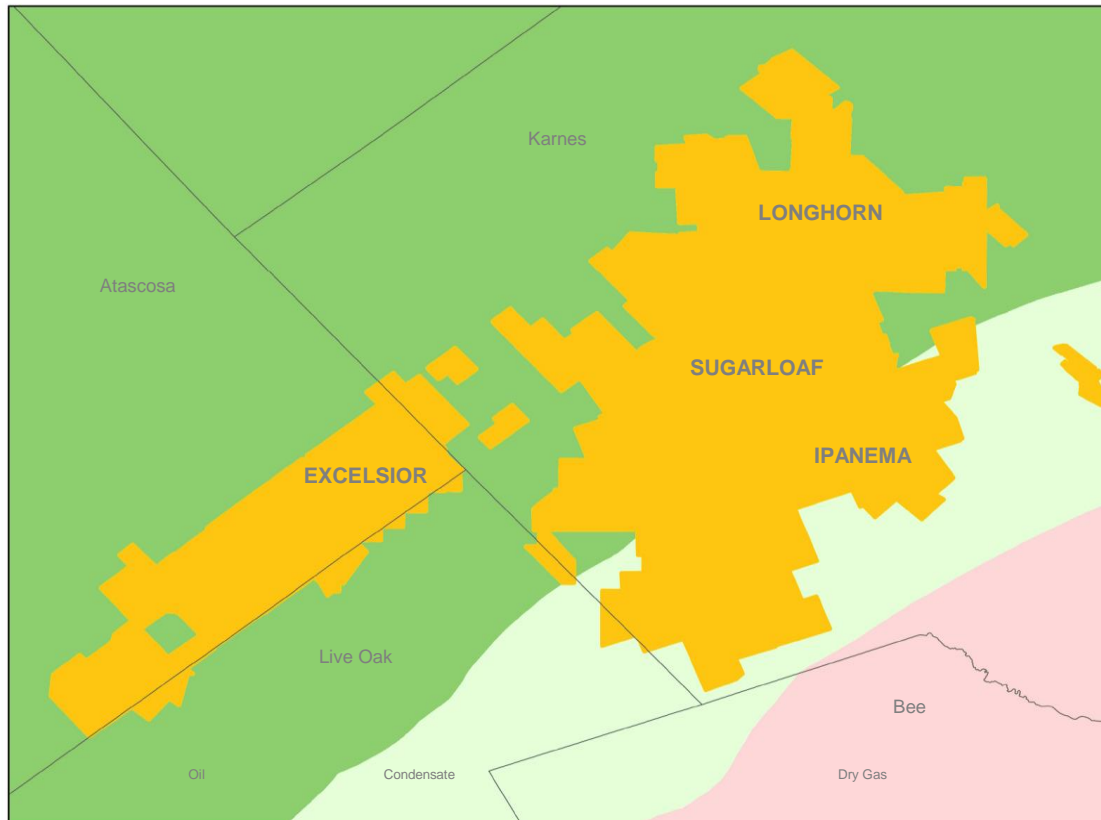 Karnes
LONGHORN
Atascosa
SUGARLOAF
IPANEMA
EXCELSIOR
Live Oak
Bee
Oil
Condensate
Dry Gas